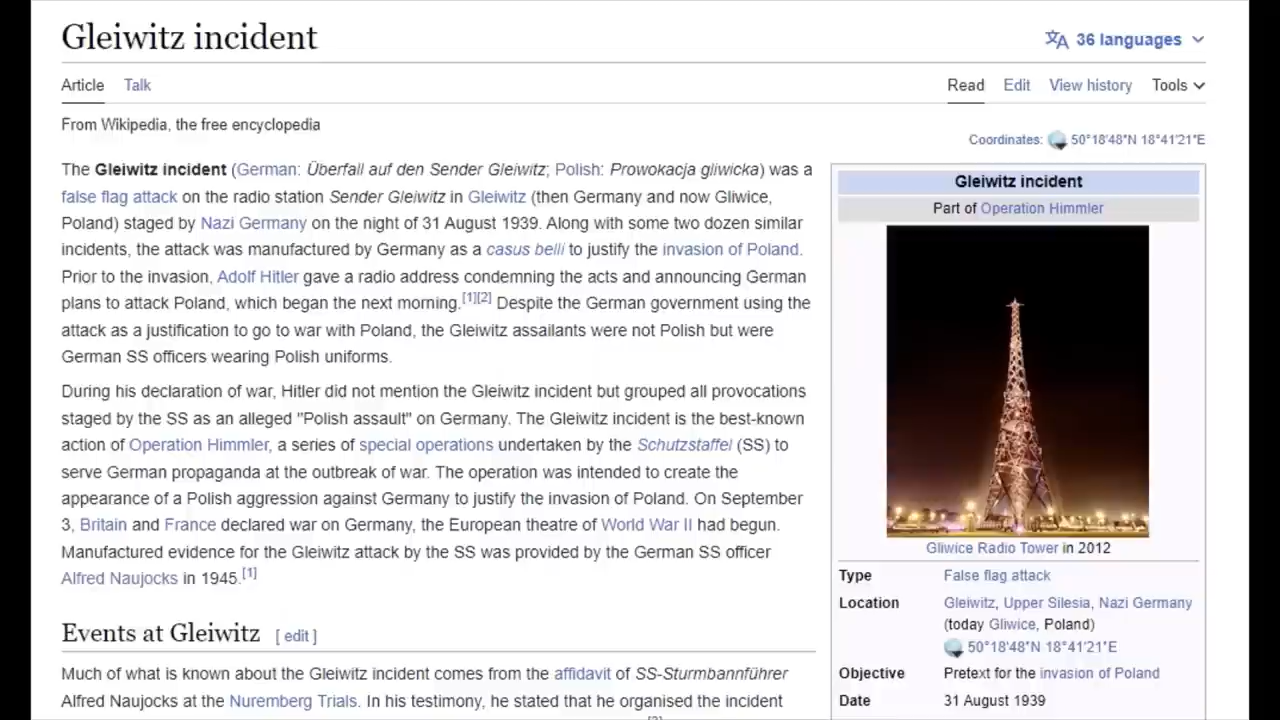 Gleiwitz incident
36 languages
Article Talk
Read Edit View history Tools
From Wikipedia, the free encyclopedia
Coordinates: 50°18′48″N 18°41′21″E
The Gleiwitz incident (German: Überfall auf den Sender Gleiwitz; Polish: Prowokacja gliwicka) was a
false flag attack on the radio station Sender Gleiwitz in Gleiwitz (then Germany and now Gliwice,
Poland) staged by Nazi Germany on the night of 31 August 1939. Along with some two dozen similar
incidents, the attack was manufactured by Germany as a casus belli to justify the invasion of Poland.
Prior to the invasion, Adolf Hitler gave a radio address condemning the acts and announcing German
plans to attack Poland, which began the next morning.[1][2] Despite the German government using the
attack as a justification to go to war with Poland, the Gleiwitz assailants were not Polish but were
German SS officers wearing Polish uniforms.
During his declaration of war, Hitler did not mention the Gleiwitz incident but grouped all provocations
staged by the SS as an alleged "Polish assault" on Germany. The Gleiwitz incident is the best-known
action of Operation Himmler, a series of special operations undertaken by the Schutzstaffel (SS) to
serve German propaganda at the outbreak of war. The operation was intended to create the
appearance of a Polish aggression against Germany to justify the invasion of Poland. On September
3, Britain and France declared war on Germany, the European theatre of World War II had begun.
Manufactured evidence for the Gleiwitz attack by the SS was provided by the German SS officer
Alfred Naujocks in 1945.[1]
Events at Gleiwitz [ edit ]
Much of what is known about the Gleiwitz incident comes from the affidavit of SS-Sturmbannführer
Alfred Naujocks at the Nuremberg Trials. In his testimony, he stated that he organised the incident
Gleiwitz incident
Part of Operation Himmler
Gliwice Radio Tower in 2012
Type False flag attack
Location Gleiwitz, Upper Silesia, Nazi Germany
(today Gliwice, Poland)
50°18′48″N 18°41′21″E
Objective Pretext for the invasion of Poland
Date 31 August 1939